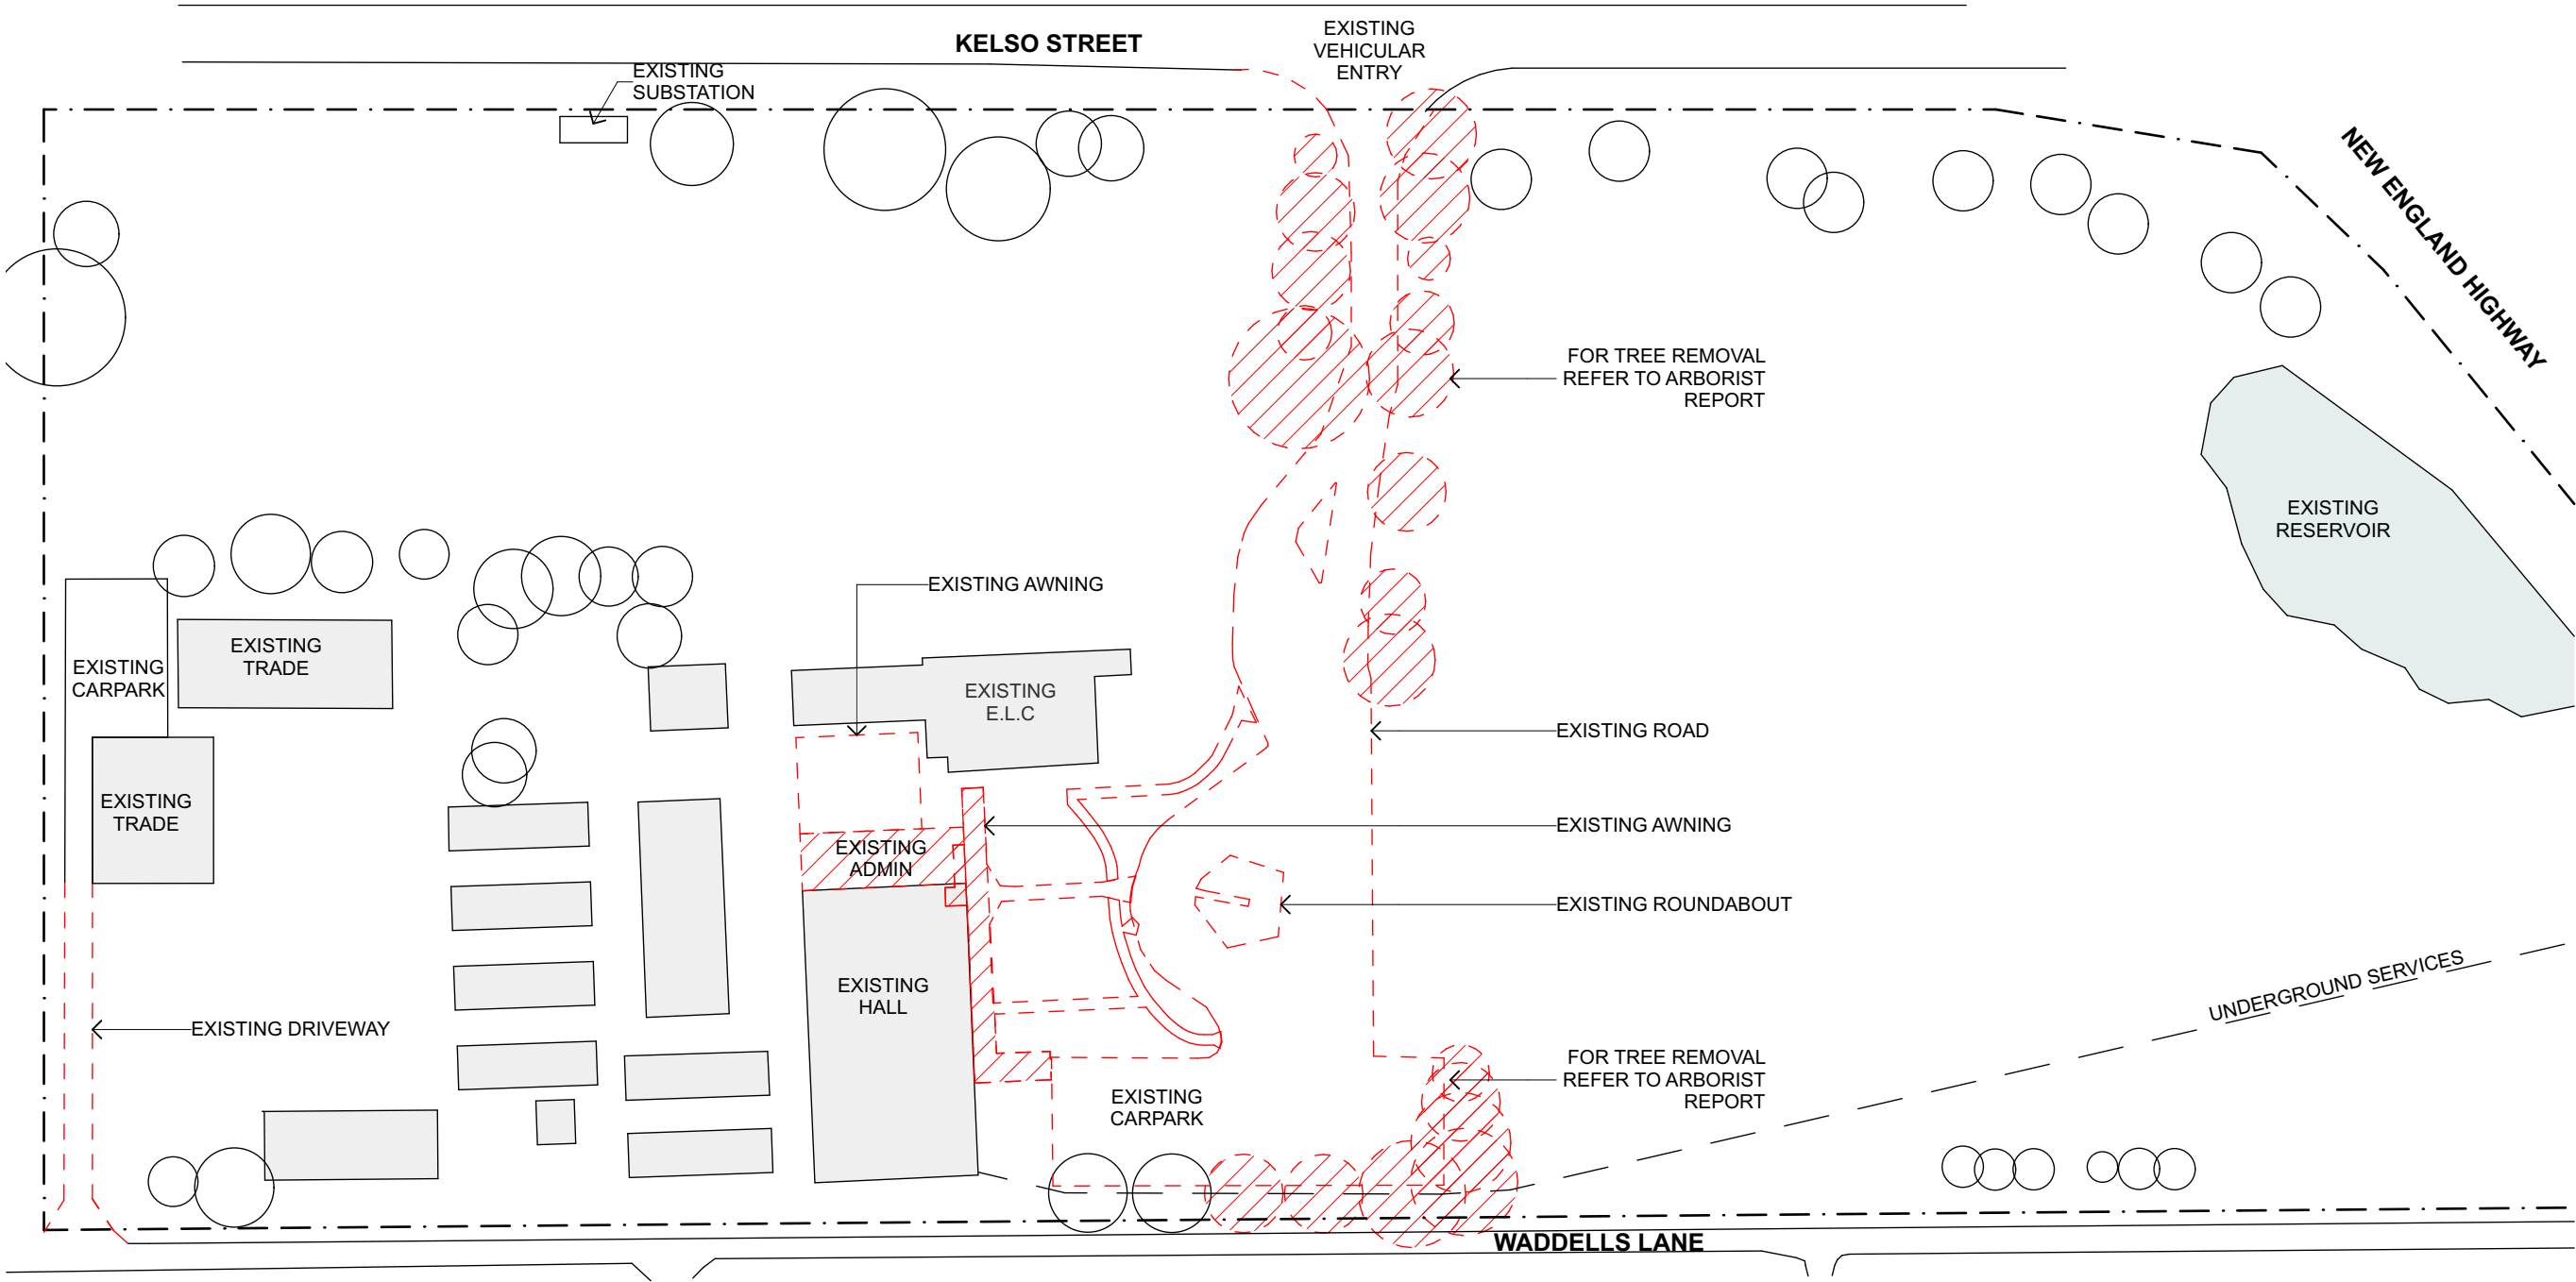 KELSO STREET
EXISTING
VEHICULAR
ENTRY
EXISTING
SUBSTATION
NEW ENGLAND HIGHWAY
FOR TREE REMOVAL
REFER TO ARBORIST
REPORT
EXISTING
RESERVOIR
EXISTING AWNING
EXISTING
TRADE
EXISTING
CARPARK
EXISTING
E.L.C
EXISTING ROAD
EXISTING
TRADE
EXISTING AWNING
EXISTING
ADMIN
EXISTING ROUNDABOUT
EXISTING
HALL
UNDERGROUND SERVICES
EXISTING DRIVEWAY
FOR TREE REMOVAL
REFER TO ARBORIST
REPORT
EXISTING
CARPARK
WADDELLS LANE